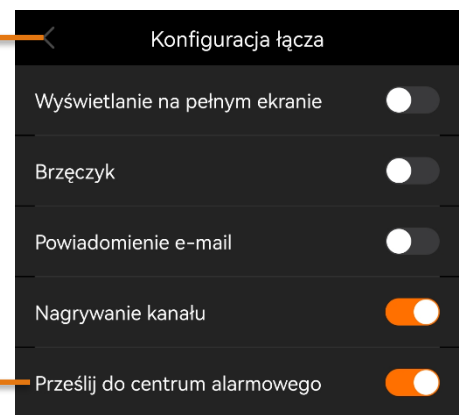 Konfiguracja łącza
Wyświetlanie na pełnym ekranie
Brzęczyk
Powiadomienie e-mail
Nagrywanie kanału
Prześlij do centrum alarmowego